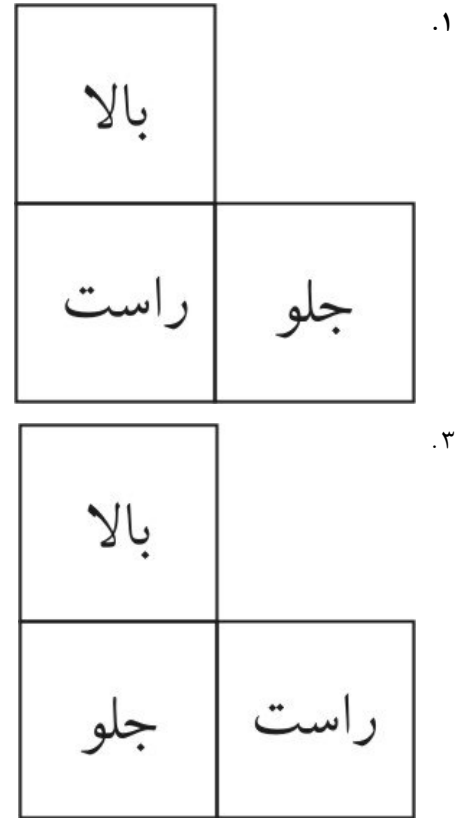 ۱.
بالا
راست جلو
۳.
بالا
جلو راست